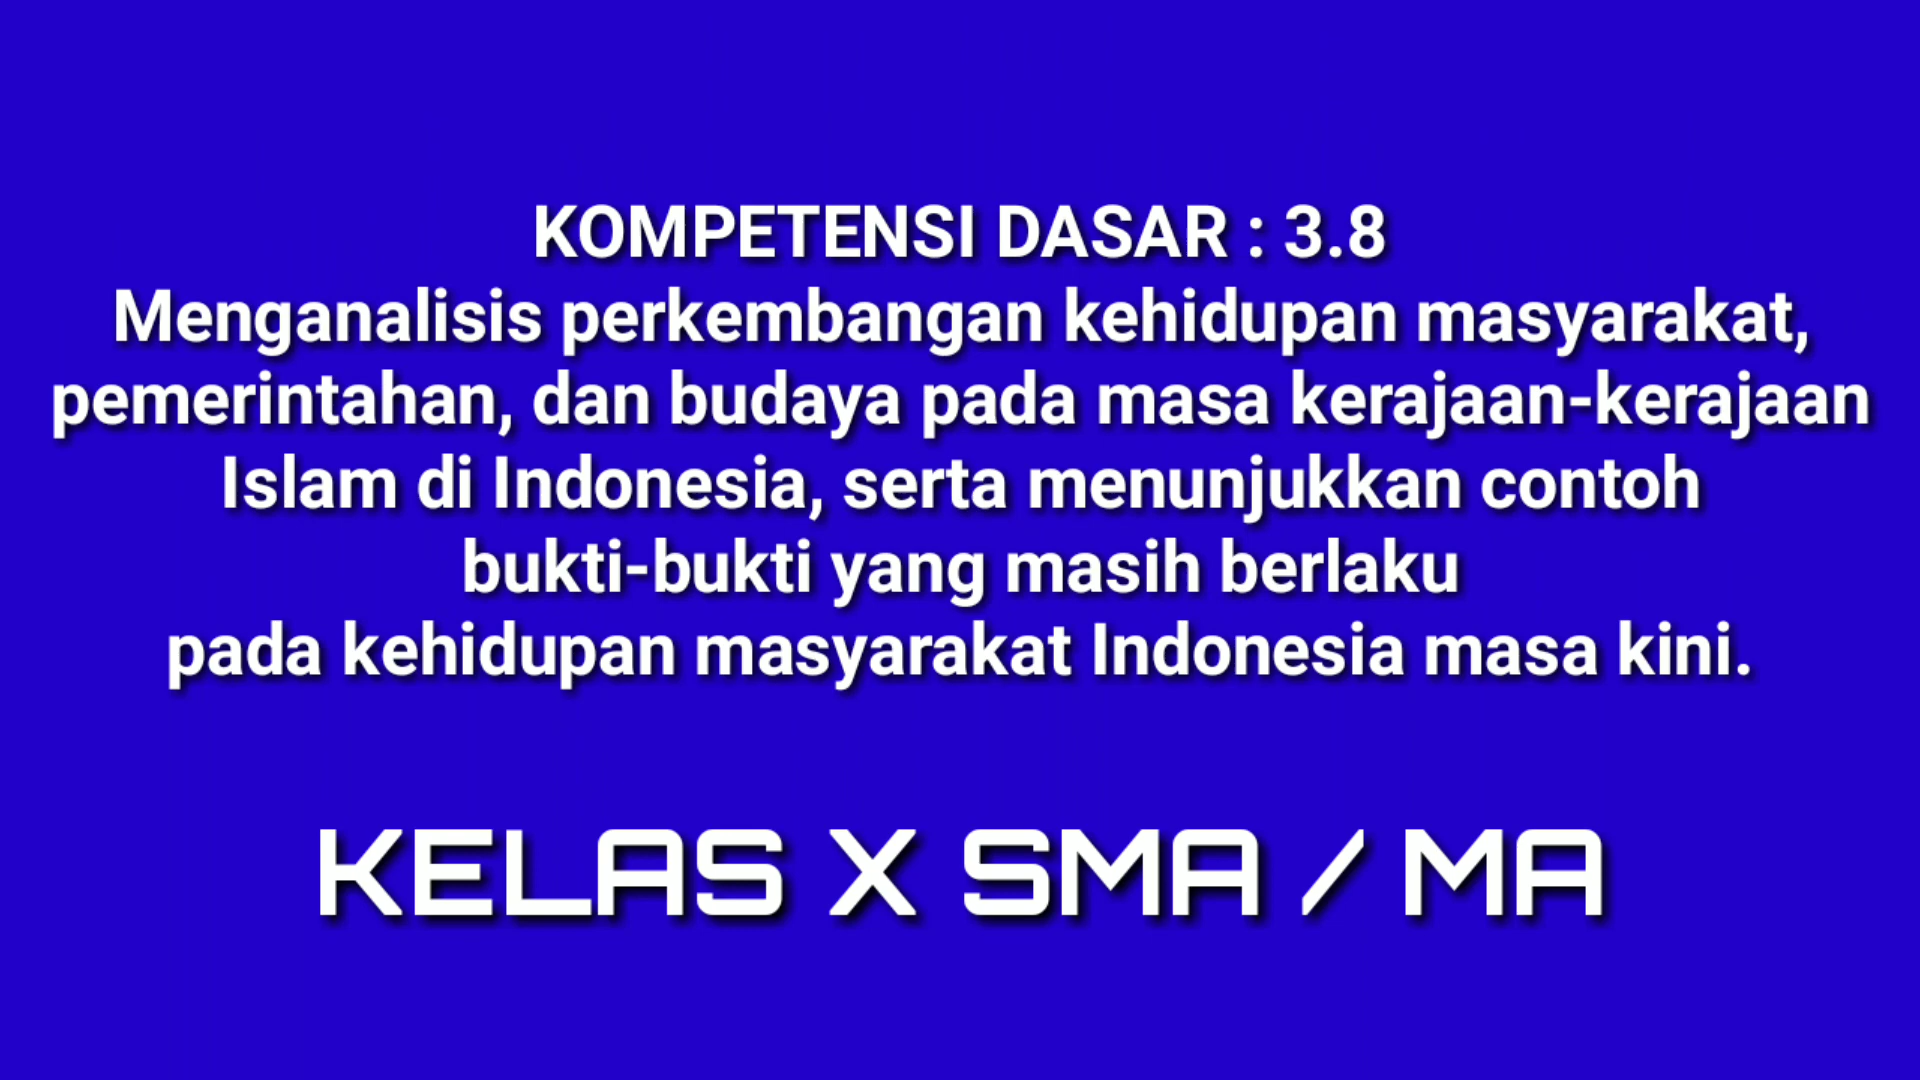 KOMPETENSI DASAR : 3.8
Menganalisis perkembangan kehidupan masyarakat,
pemerintahan, dan budaya pada masa kerajaan-kerajaan
Islam di Indonesia, serta menunjukkan contoh
bukti-bukti yang masih berlaku
pada kehidupan masyarakat Indonesia masa kini.
KELAS X SMA / MA